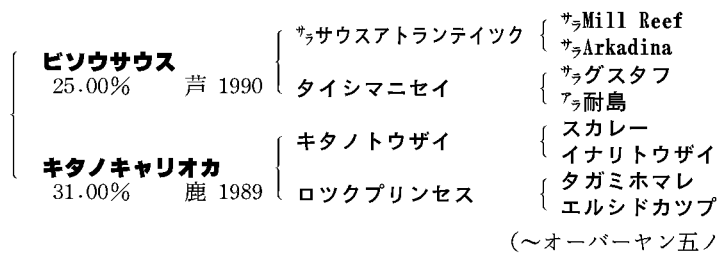 サラMill Reef
サラサウスアトランテイツク
サラArkadina
ビソウサウス
25.00% 芦 1990
サラグスタフ
タイシマニセイ
アラ耐島
スカレー
キタノトウザイ
イナリトウザイ
キタノキャリオカ
31.00% 鹿 1989
タガミホマレ
ロツクプリンセス
エルシドカツプ
(〜オーバーヤン五ノ